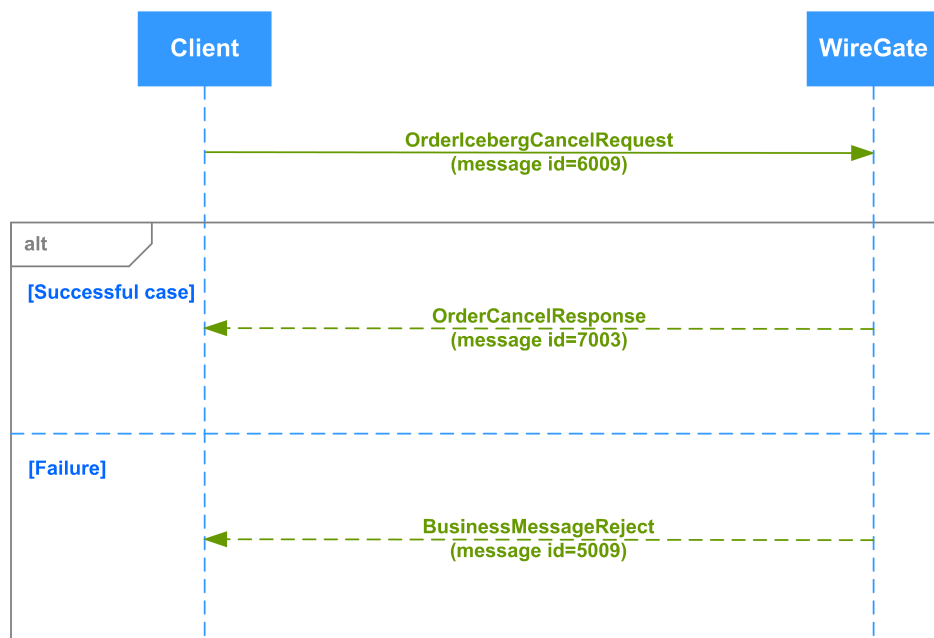 Client
WireGate
OrderIcebergCancelRequest
(message id=6009)
alt
[Successful case]
OrderCancelResponse
(message id=7003)
[Failure]
BusinessMessageReject
(message id=5009)